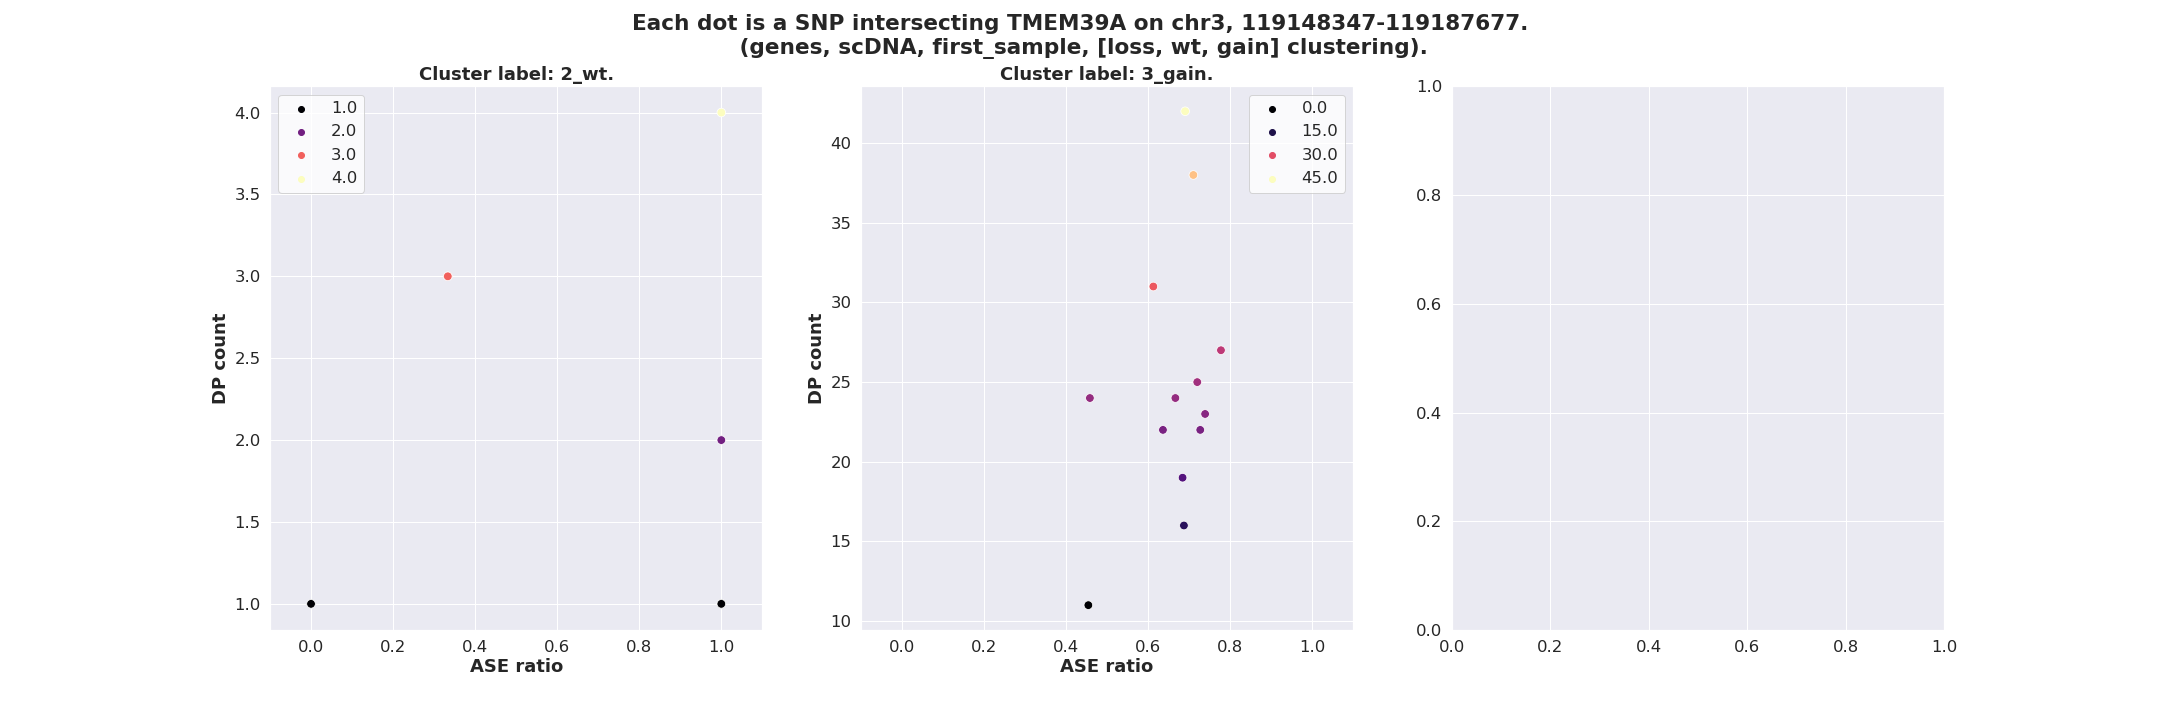 Each dot is a SNP intersecting TMEM39A on chr3, 119148347-119187677.
(genes, scDNA, first_sample, [loss, wt, gain] clustering).
Cluster label: 2_wt.
1.0
2.0
3.0
4.0
4.0
3.5
3.0
2.5
2.0
1.5
1.0
DP count
0.0 0.2 0.4 0.6 0.8 1.0
ASE ratio
Cluster label: 3_gain.
0.0
15.0
30.0
45.0
40
35
30
25
20
15
10
DP count
0.0 0.2 0.4 0.6 0.8 1.0
ASE ratio
1.0
0.8
0.6
0.4
0.2
0.0
0.0 0.2 0.4 0.6 0.8 1.0